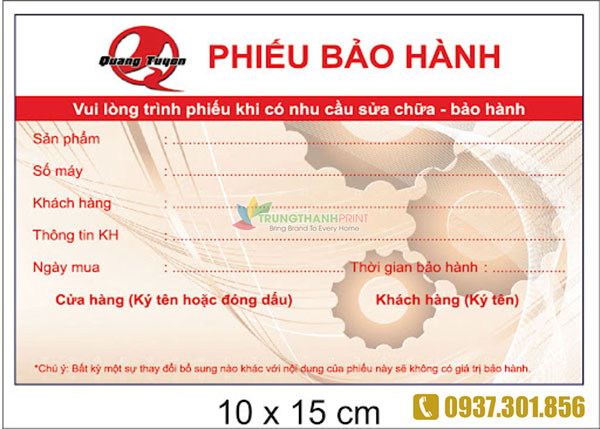 Quang Tuyến
PHIẾU BẢO HÀNH
Vui lòng trình phiếu khi có nhu cầu sửa chữa - bảo hành
Sản phẩm : ........
Số máy : ........
Khách hàng : ........
TRUNGTHANHPRINT
Bring Brand To Every Home
Thông tin KH : ........
Ngày mua : ........ Thời gian bảo hành : ........
Cửa hàng (Ký tên hoặc đóng dấu) Khách hàng (Ký tên)
*Chú ý: Bất kỳ một sự thay đổi bổ sung nào khác với nội dung của phiếu này sẽ không có giá trị bảo hành.
10 x 15 cm
0937.301.856